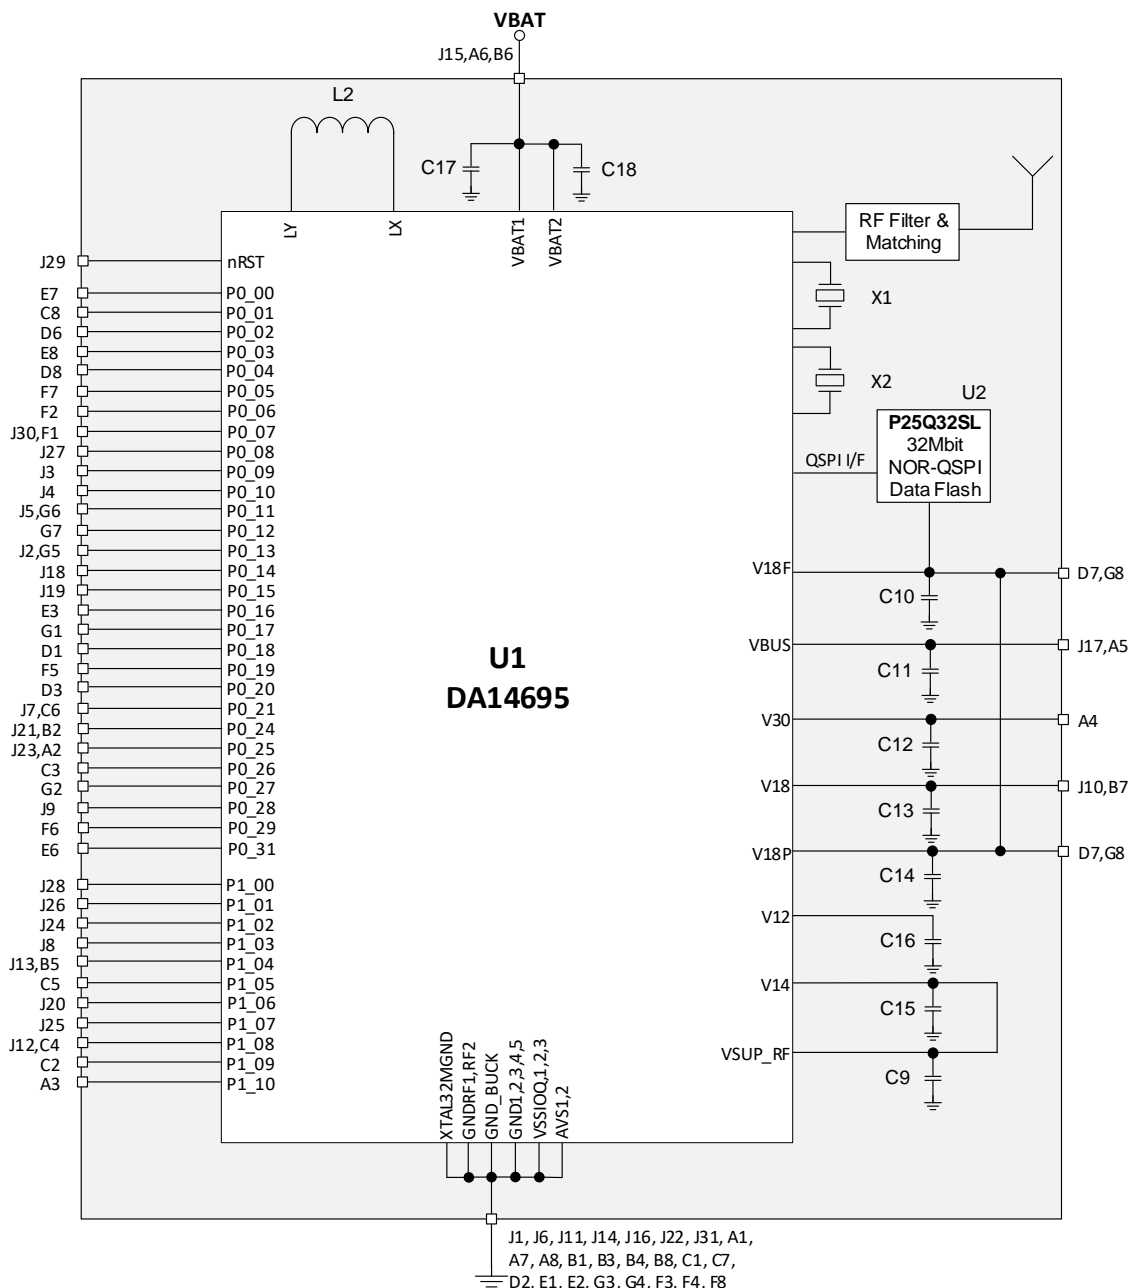 VBAT
J15,A6,B6
L2
C17
C18
LY
LX
VBAT1
VBAT2
RF Filter &
Matching
J29 nRST
X1
E7 P0_00
C8 P0_01
D6 P0_02
E8 P0_03
D8 P0_04
X2
F7 P0_05
U2
F2 P0_06
P25Q32SL
32Mbit
NOR-QSPI
Data Flash
QSPI I/F
J30,F1 P0_07
J27 P0_08
J3 P0_09
J4 P0_10
J5,G6 P0_11
G7 P0_12
J2,G5 P0_13
J18 P0_14
V18F D7,G8
J19 P0_15
C10
E3 P0_16
G1 P0_17
D1 P0_18
VBUS J17,A5
F5 P0_19
C11
D3 P0_20
U1
DA14695
J7,C6 P0_21
V30 A4
J21,B2 P0_24
J23,A2 P0_25
C12
C3 P0_26
G2 P0_27
V18 J10,B7
J9 P0_28
C13
F6 P0_29
E6 P0_31
V18P D7,G8
C14
J28 P1_00
J26 P1_01
V12
J24 P1_02
J8 P1_03
C16
J13,B5 P1_04
C5 P1_05
V14
J20 P1_06
C15
J25 P1_07
J12,C4 P1_08
VSUP_RF
C2 P1_09
C9
A3 P1_10
XTAL32MGND
GNDRF1,RF2
GND_BUCK
GND1,2,3,4,5
VSSIOQ,1,2,3
AVS1,2
J1, J6, J11, J14, J16, J22, J31, A1,
A7, A8, B1, B3, B4, B8, C1, C7,
D2, E1, E2, G3, G4, F3, F4, F8